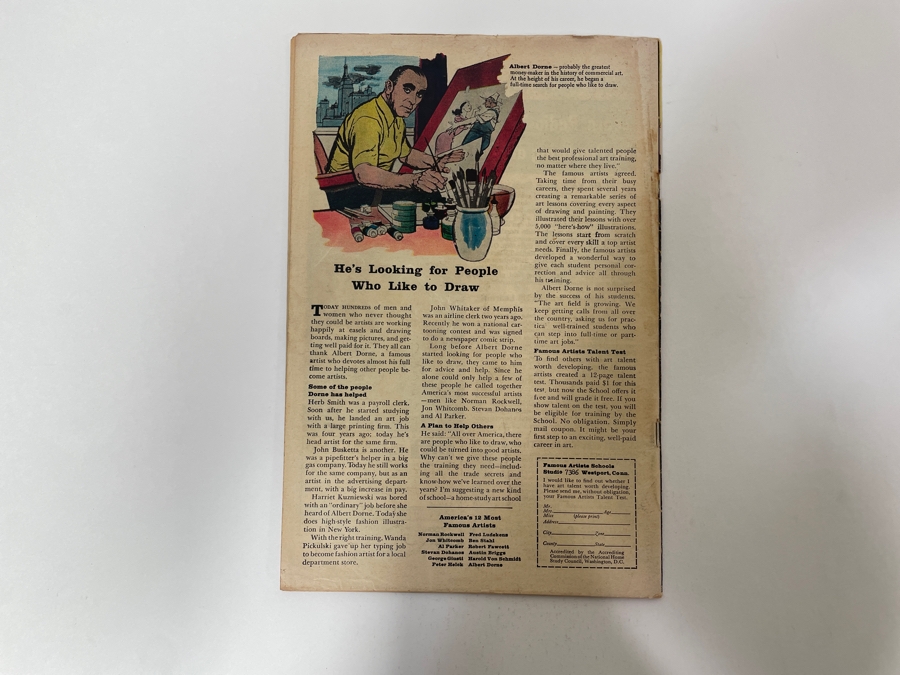 Albert Dorne — probably the greatest
money-maker in the history of commercial art.
At the height of his career, he began a
full-time search for people who like to draw.
He's Looking for People
Who Like to Draw
TODAY HUNDREDS of men and
women who never thought
they could be artists are working
happily at easels and drawing
boards, making pictures, and get-
ting well paid for it. They all can
thank Albert Dorne, a famous
artist who devotes almost his full
time to helping other people be-
come artists.
Some of the people
Dorne has helped
Herb Smith was a payroll clerk.
Soon after he started studying
with us, he landed an art job
with a large printing firm. This
was four years ago; today he's
head artist for the same firm.
John Busketta is another. He
was a pipefitter's helper in a big
gas company. Today he still works
for the same company, but as an
artist in the advertising depart-
ment, with a big increase in pay.
Harriet Kuzniewski was bored
with an "ordinary" job before she
heard of Albert Dorne. Today she
does high-style fashion illustra-
tion in New York.
With the right training, Wanda
Pickulski gave up her typing job
to become fashion artist for a local
department store.
John Whitaker of Memphis
was an airline clerk two years ago.
Recently he won a national car-
tooning contest and was signed
to do a newspaper comic strip.
Long before Albert Dorne
started looking for people who
like to draw, they came to him
for advice and help. Since he
alone could only help a few of
these people he called together
America's most successful artists
—men like Norman Rockwell,
Jon Whitcomb, Stevan Dohanos
and Al Parker.
A Plan to Help Others
He said: "All over America, there
are people who like to draw, who
could be turned into good artists.
Why can't we give these people
the training they need—includ-
ing all the trade secrets and
know-how we've learned over the
years? I'm suggesting a new kind
of school—a home-study art school
America's 12 Most
Famous Artists
Norman Rockwell Fred Ludekens
Jon Whitcomb Ben Stahl
Al Parker Robert Fawcett
Stevan Dohanos Austin Briggs
George Giusti Harold Von Schmidt
Peter Helck Albert Dorne
that would give talented people
the best professional art training,
no matter where they live."
The famous artists agreed.
Taking time from their busy
careers, they spent several years
creating a remarkable series of
art lessons covering every aspect
of drawing and painting. They
illustrated their lessons with over
5,000 "here's-how" illustrations.
The lessons start from scratch
and cover every skill a top artist
needs. Finally, the famous artists
developed a wonderful way to
give each student personal cor-
rection and advice all through
his training.
Albert Dorne is not surprised
by the success of his students.
"The art field is growing. We
keep getting calls from all over
the country, asking us for prac-
tical well-trained students who
can step into full-time or part-
time art jobs."
Famous Artists Talent Test
To find others with art talent
worth developing, the famous
artists created a 12-page talent
test. Thousands paid $1 for this
test, but now the School offers it
free and will grade it free. If you
show talent on the test, you will
be eligible for training by the
School. No obligation. Simply
mail coupon. It might be your
first step to an exciting, well-paid
career in art.
Famous Artists Schools
Studio 7386 Westport, Conn.
I would like to find out whether I
have art talent worth developing.
Please send me, without obligation,
your Famous Artists Talent Test.
Mr.
Mrs. Age
Miss (please print)
Address
City Zone
County State
Accredited by the Accrediting
Commission of the National Home
Study Council, Washington, D.C.